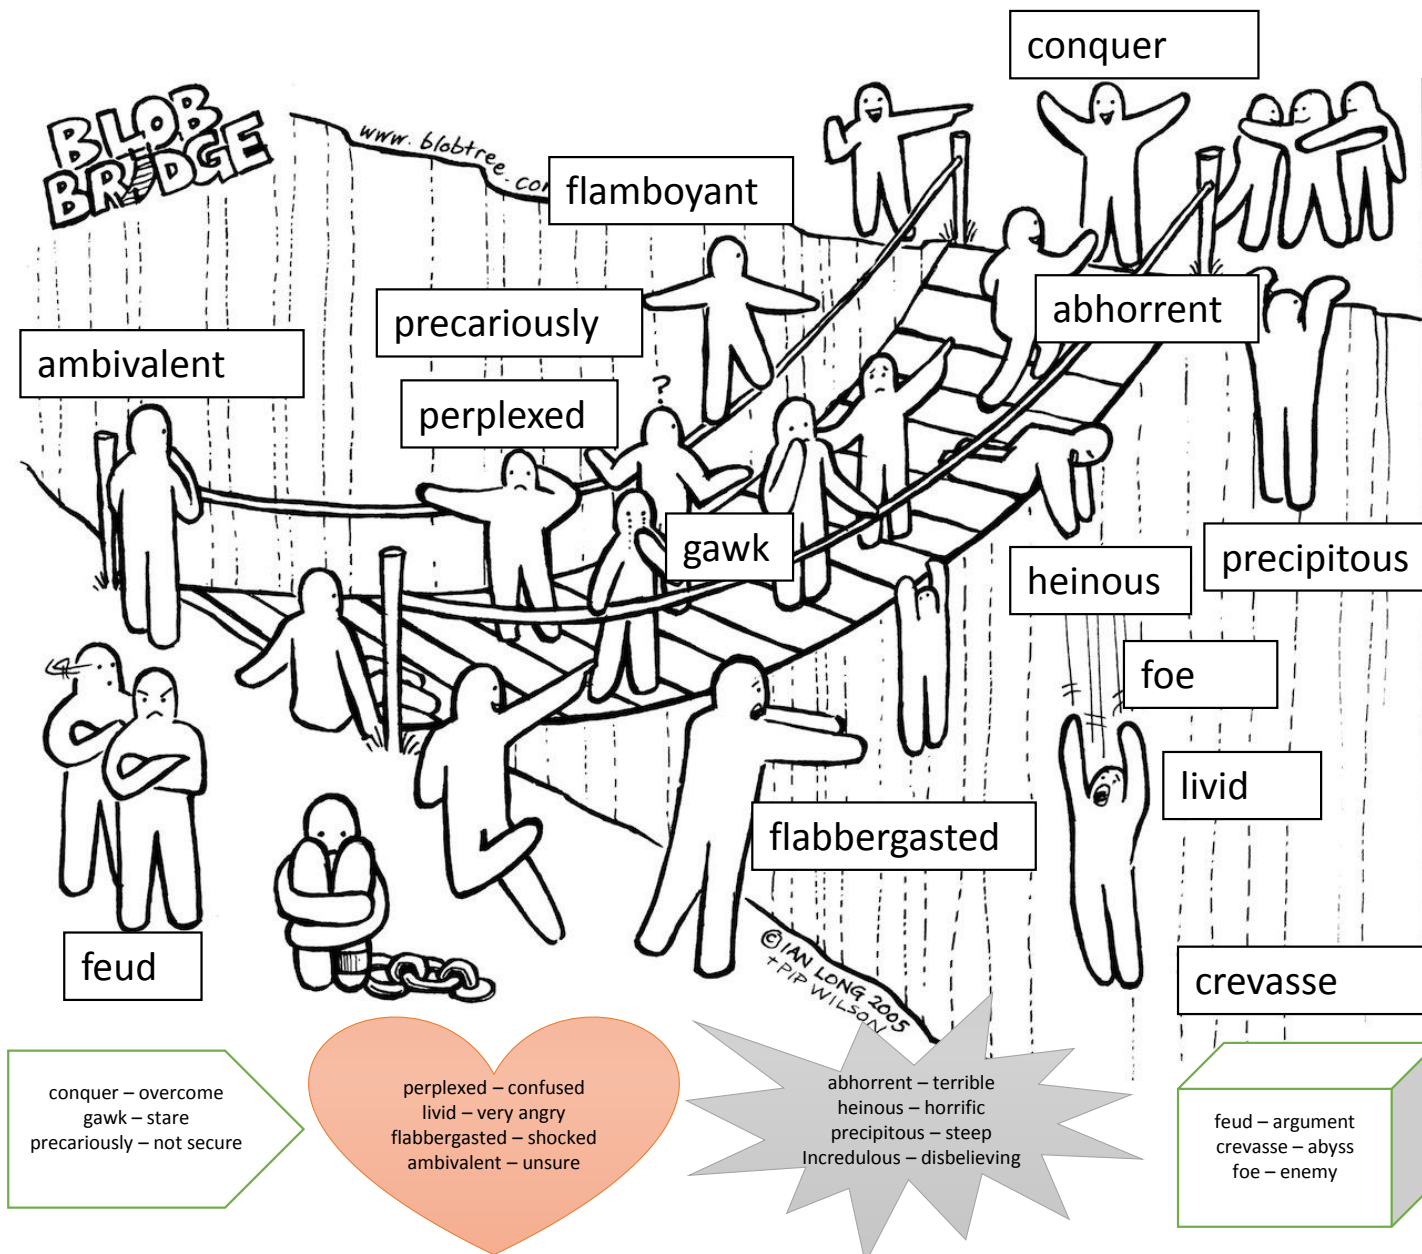 conquer
BLOB
BRIDGE
www.blobtree.co
flamboyant
precariously
abhorrent
ambivalent
perplexed
?
gawk
heinous
precipitous
foe
livid
flabbergasted
feud
crevasse
© IAN LONG 2005
+ PIP WILSON
conquer – overcome
gawk – stare
precariously – not secure
perplexed – confused
livid – very angry
flabbergasted – shocked
ambivalent – unsure
abhorrent – terrible
heinous – horrific
precipitous – steep
Incredulous – disbelieving
feud – argument
crevasse – abyss
foe – enemy